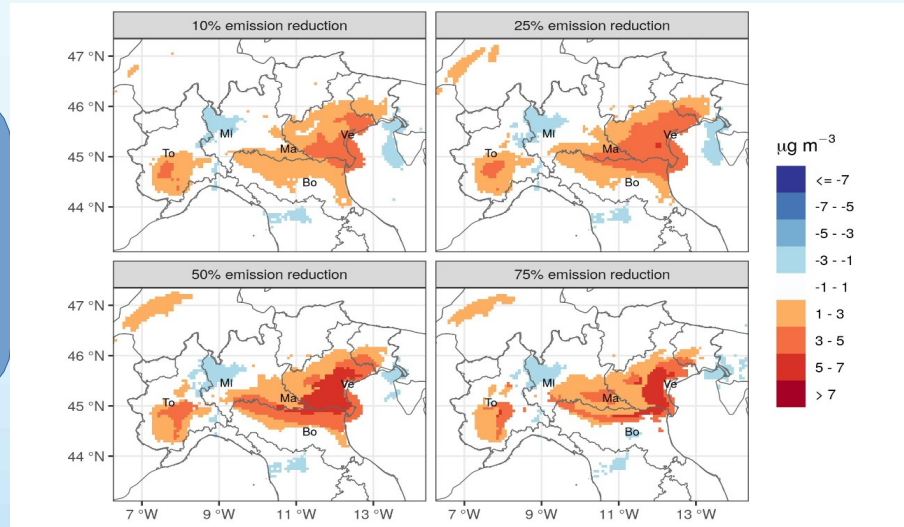 10% emission reduction
25% emission reduction
47 °N
46 °N
45 °N
44 °N
Mi
To
Ma
Ve
Bo
Mi
To
Ma
Ve
Bo
50% emission reduction
75% emission reduction
47 °N
46 °N
45 °N
44 °N
Mi
To
Ma
Ve
Bo
Mi
To
Ma
Ve
Bo
7 °W
9 °W
11 °W
13 °W
7 °W
9 °W
11 °W
13 °W
μg m⁻³
<= -7
-7 - -5
-5 - -3
-3 - -1
-1 - 1
1 - 3
3 - 5
5 - 7
> 7